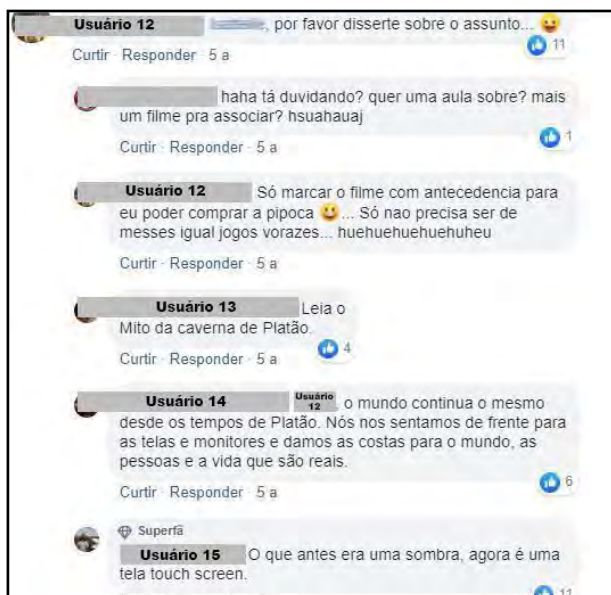 Usuário 12 , por favor disserte sobre o assunto... 😛
11
Curtir · Responder · 5 a
haha tá duvidando? quer uma aula sobre? mais
um filme pra associar? hsuahauaj
1
Curtir · Responder · 5 a
Usuário 12 Só marcar o filme com antecedencia para
eu poder comprar a pipoca 😃... Só nao precisa ser de
messes igual jogos vorazes... huehuehuehuehuheu
Curtir · Responder · 5 a
Usuário 13 Leia o
Mito da caverna de Platão.
4
Curtir · Responder · 5 a
Usuário 14 Usuário 12, o mundo continua o mesmo
desde os tempos de Platão. Nós nos sentamos de frente para
as telas e monitores e damos as costas para o mundo, as
pessoas e a vida que são reais.
6
Curtir · Responder · 5 a
Superfã
Usuário 15 O que antes era uma sombra, agora é uma
tela touch screen.
11